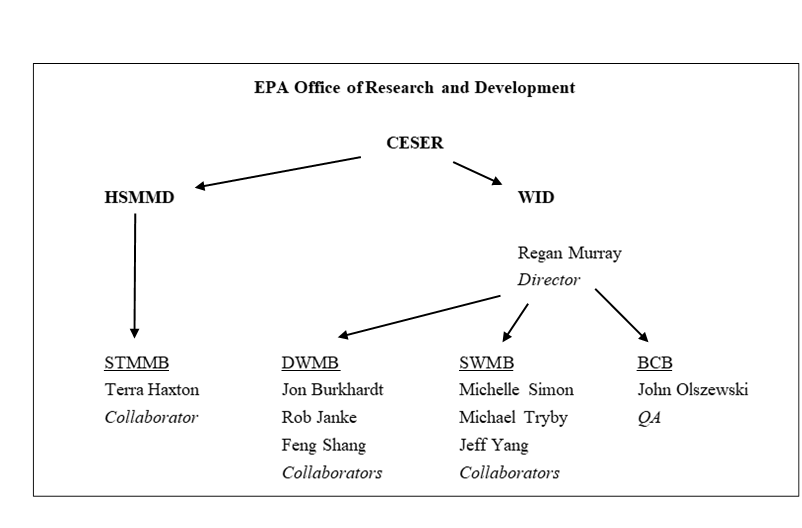 EPA Office of Research and Development
CESER
HSMMD
WID
Regan Murray
Director
STMMB
Terra Haxton
Collaborator
DWMB
Jon Burkhardt
Rob Janke
Feng Shang
Collaborators
SWMB
Michelle Simon
Michael Tryby
Jeff Yang
Collaborators
BCB
John Olszewski
QA